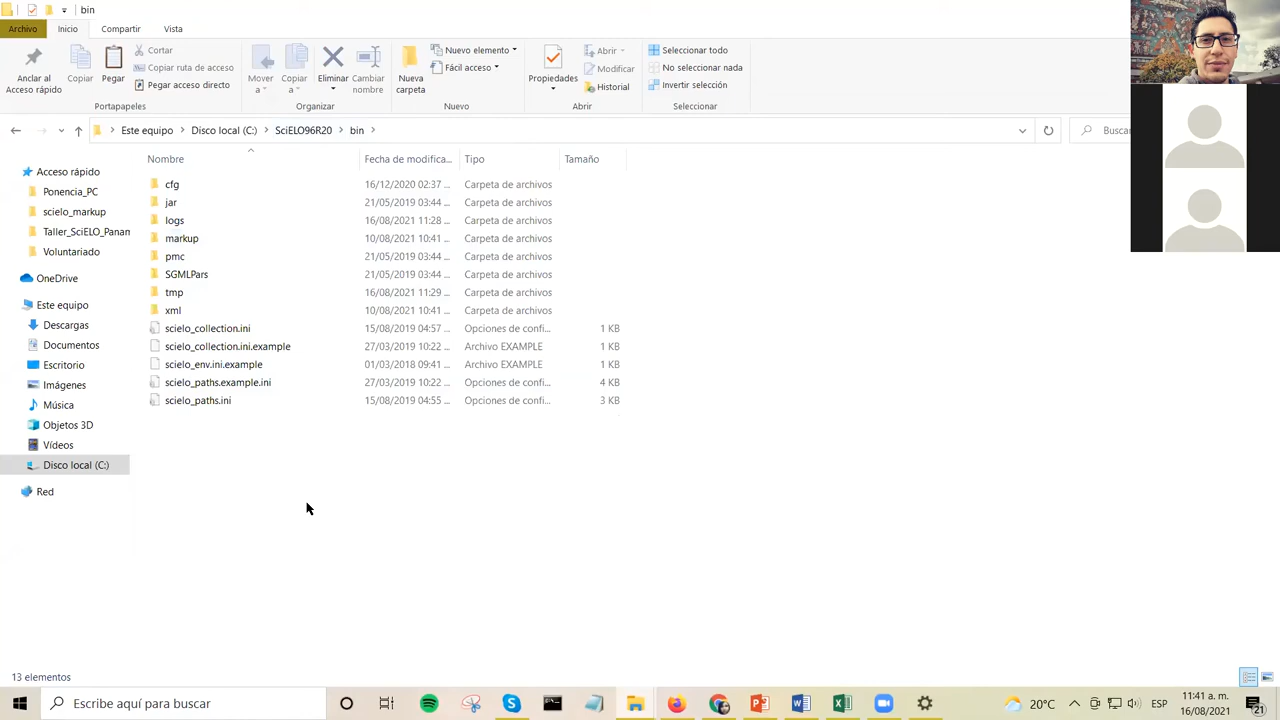 bin
Archivo Inicio Compartir Vista
Anclar al Acceso rápido
Copiar
Pegar
Cortar
Copiar ruta de acceso
Pegar acceso directo
Portapapeles
Mover a
Copiar a
Eliminar
Cambiar nombre
Organizar
Nueva carpeta
Nuevo elemento
Fácil acceso
Nuevo
Propiedades
Abrir
Modificar
Historial
Abrir
Seleccionar todo
No seleccionar nada
Invertir selección
Seleccionar
Este equipo > Disco local (C:) > SciELO96R20 > bin >
Buscar
Acceso rápido
Ponencia_PC
scielo_markup
Taller_SciELO_Panam
Voluntariado
OneDrive
Este equipo
Descargas
Documentos
Escritorio
Imágenes
Música
Objetos 3D
Vídeos
Disco local (C:)
Red
Nombre Fecha de modifica... Tipo Tamaño
cfg 16/12/2020 02:37 ... Carpeta de archivos
jar 21/05/2019 03:44 ... Carpeta de archivos
logs 16/08/2021 11:28 ... Carpeta de archivos
markup 10/08/2021 10:41 ... Carpeta de archivos
pmc 21/05/2019 03:44 ... Carpeta de archivos
SGMLPars 21/05/2019 03:44 ... Carpeta de archivos
tmp 16/08/2021 11:29 ... Carpeta de archivos
xml 10/08/2021 10:41 ... Carpeta de archivos
scielo_collection.ini 15/08/2019 04:57 ... Opciones de confi... 1 KB
scielo_collection.ini.example 27/03/2019 10:22 ... Archivo EXAMPLE 1 KB
scielo_env.ini.example 01/03/2018 09:41 ... Archivo EXAMPLE 1 KB
scielo_paths.example.ini 27/03/2019 10:22 ... Opciones de confi... 4 KB
scielo_paths.ini 15/08/2019 04:55 ... Opciones de confi... 3 KB
13 elementos
Escribe aquí para buscar
20°C
ESP
11:41 a. m.
16/08/2021
21